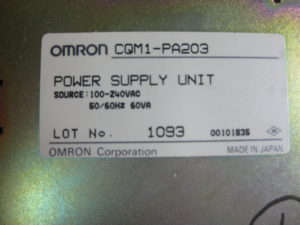 OMRON CQM1-PA203
POWER SUPPLY UNIT
SOURCE:100-240VAC
50/60Hz 60VA
LOT No. 1093 00101835
OMRON Corporation MADE IN JAPAN